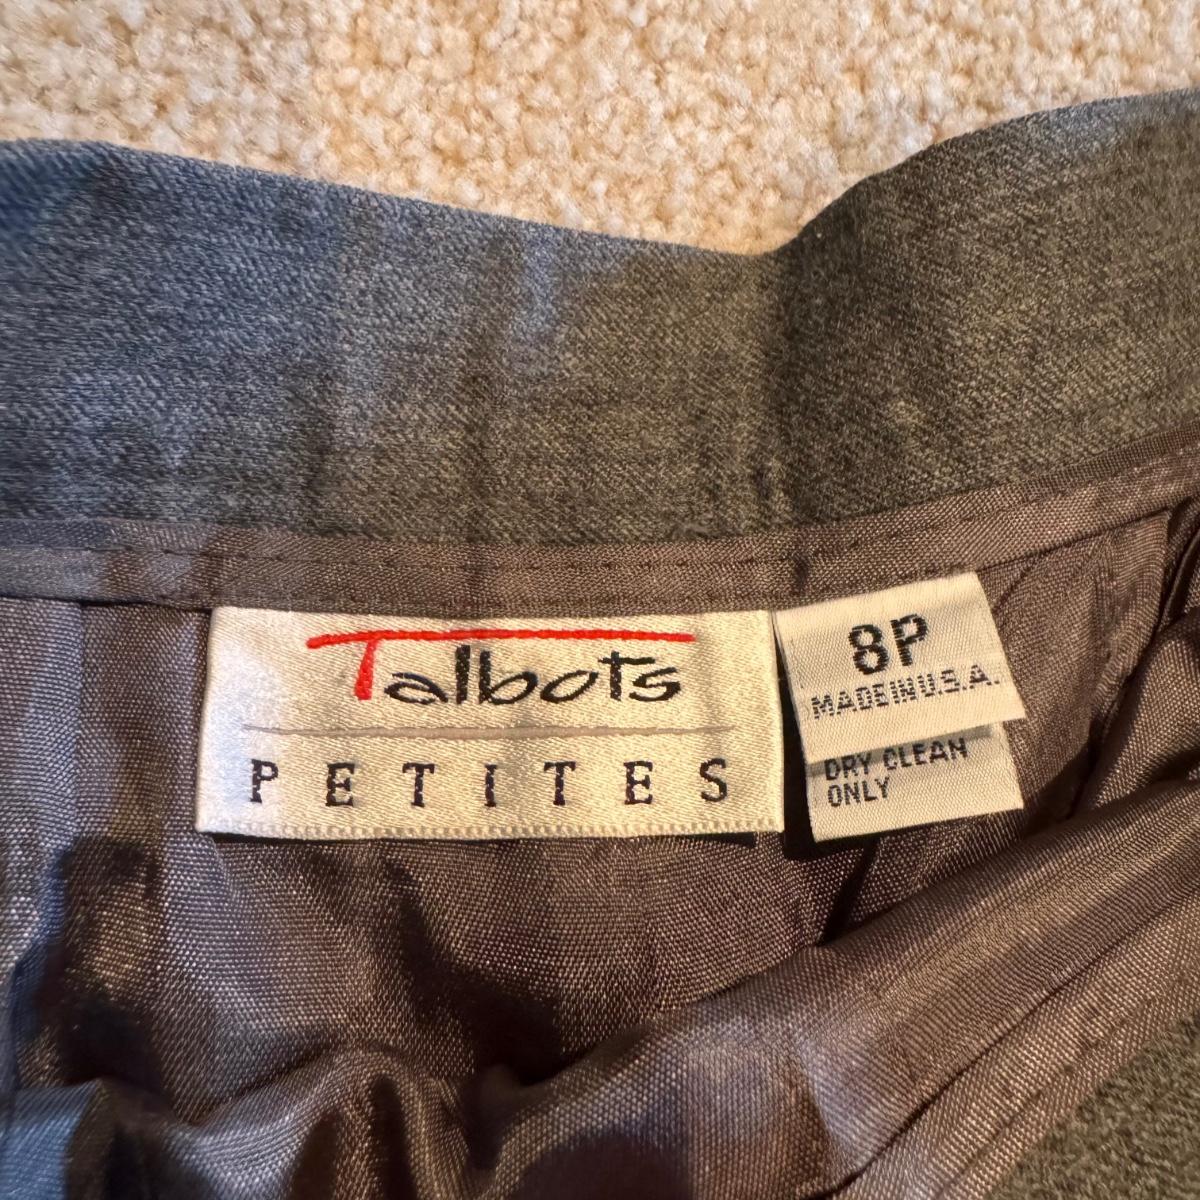 Talbots
PETITES
8P
MADE IN U.S.A.
DRY CLEAN
ONLY